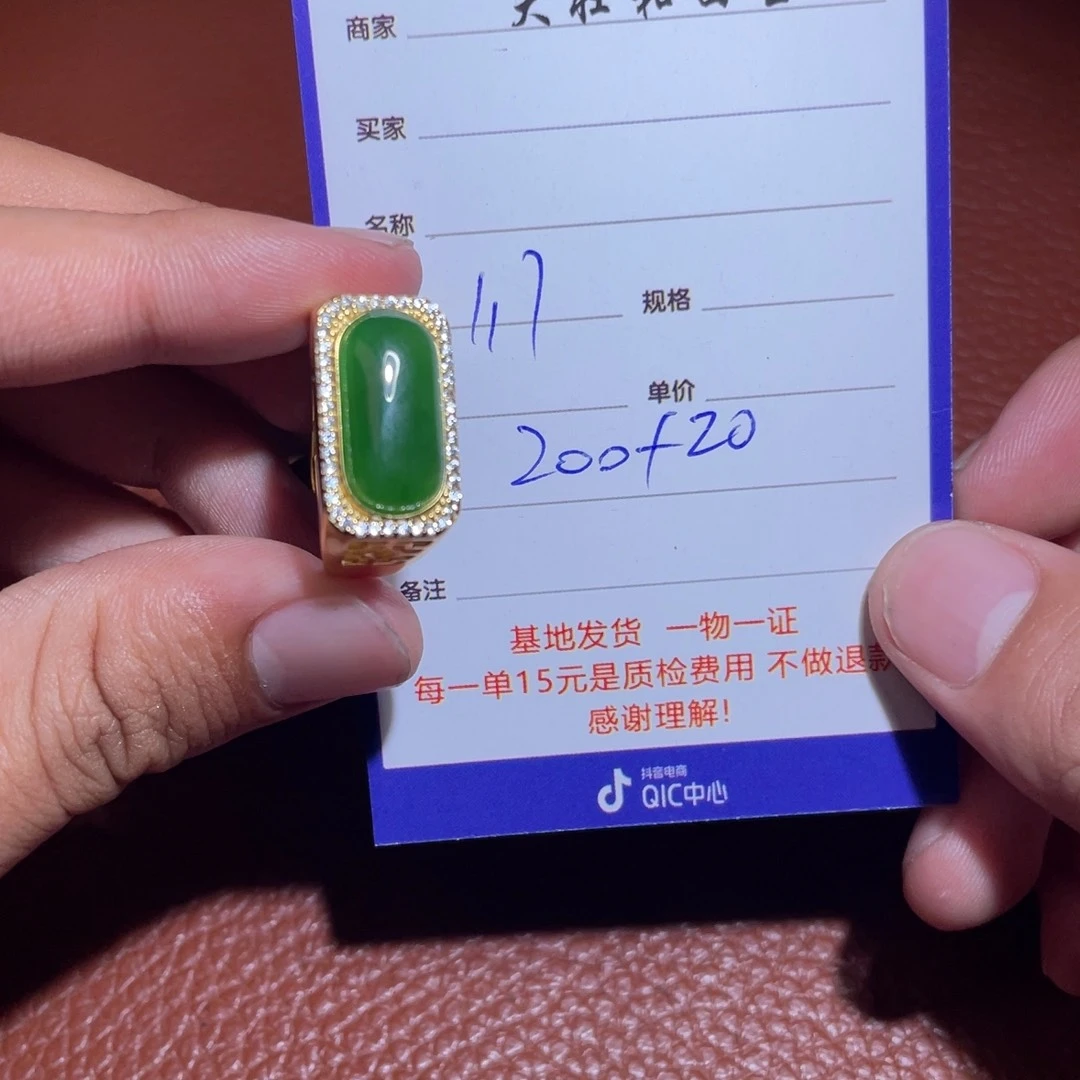 商家
买家
名称
117
规格
单价
200+20
备注
基地发货 一物一证
每一单15元是质检费用 不做退款
感谢理解!
抖音电商
QIC中心